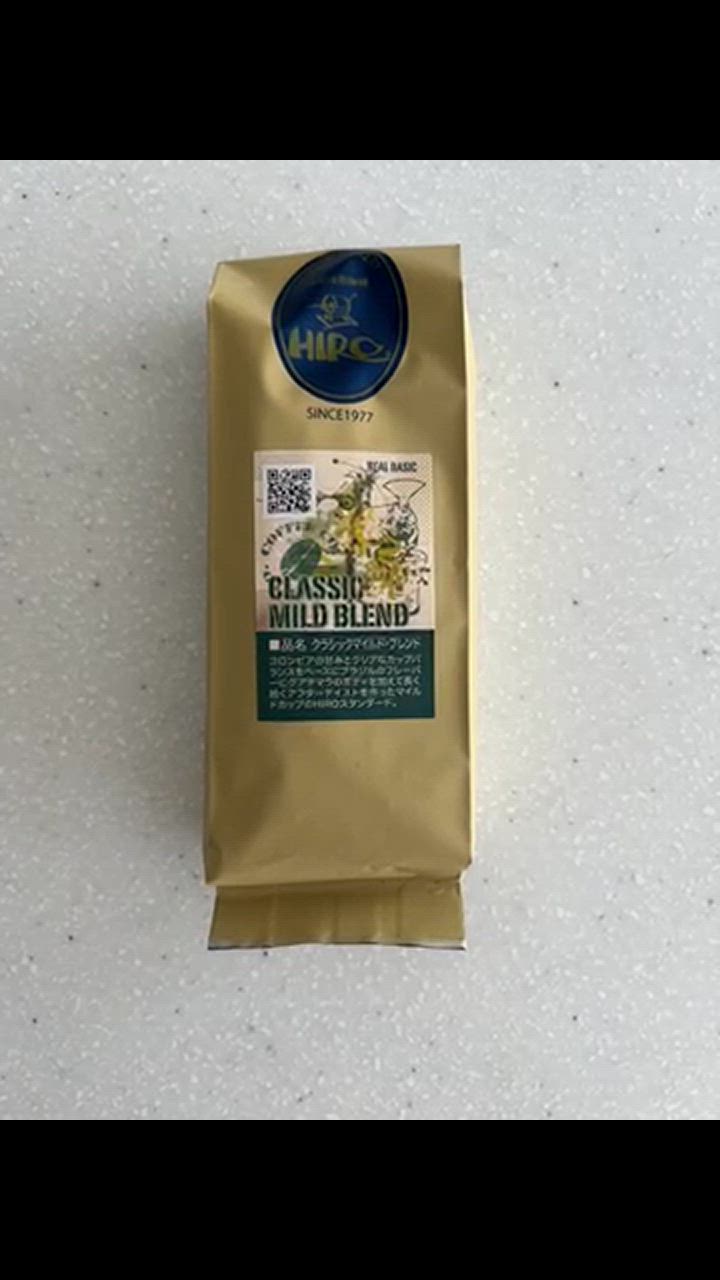 HIRO
SINCE1977
REAL BASIC
COFFEE
CLASSIC
MILD BLEND
■品名 クラシックマイルド・ブレンド
コロンビアの甘みとクリアなカップバ
ランスをベースにブラジルのフレーバ
ーにグアテマラのボディを加えて長く
続くアフターテイストを作ったマイル
ドカップのHIROスタンダード。